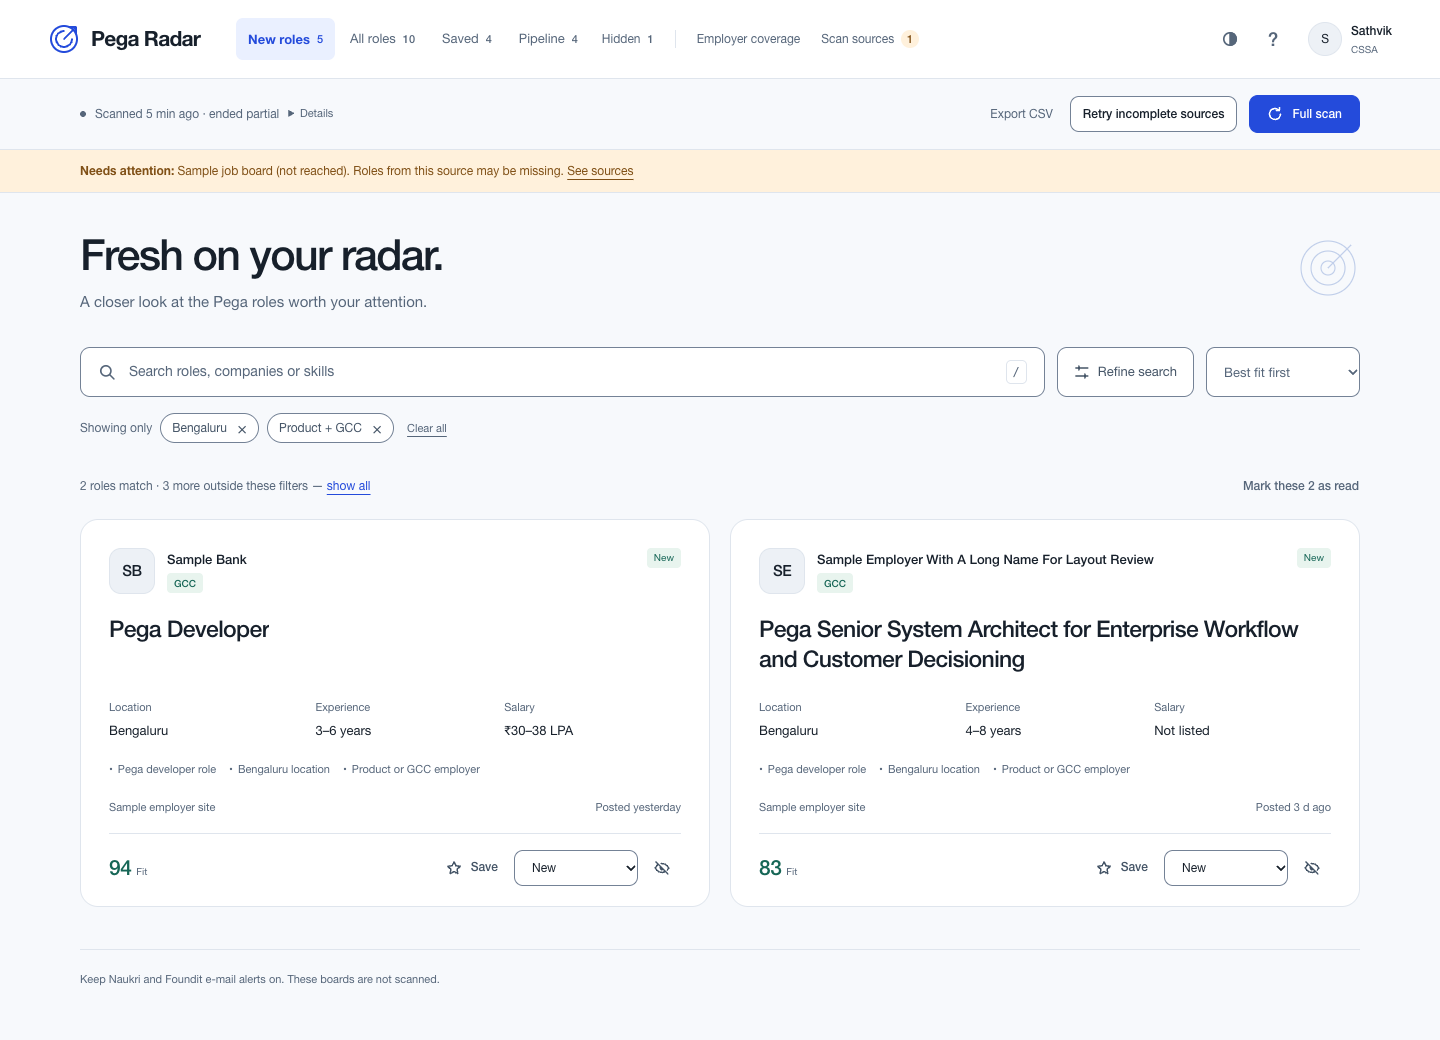 Pega Radar
New roles 5
All roles 10
Saved 4
Pipeline 4
Hidden 1
Employer coverage
Scan sources 1
?
S
Sathvik
CSSA
Scanned 5 min ago · ended partial
Details
Export CSV
Retry incomplete sources
Full scan
Needs attention: Sample job board (not reached). Roles from this source may be missing. See sources
Fresh on your radar.
A closer look at the Pega roles worth your attention.
Search roles, companies or skills
/
Refine search
Best fit first
Showing only
Bengaluru ×
Product + GCC ×
Clear all
2 roles match · 3 more outside these filters — show all
Mark these 2 as read
SB
Sample Bank
GCC
New
Pega Developer
Location
Experience
Salary
Bengaluru
3–6 years
₹30–38 LPA
· Pega developer role · Bengaluru location · Product or GCC employer
Sample employer site
Posted yesterday
94 Fit
Save
New
SE
Sample Employer With A Long Name For Layout Review
GCC
New
Pega Senior System Architect for Enterprise Workflow
and Customer Decisioning
Location
Experience
Salary
Bengaluru
4–8 years
Not listed
· Pega developer role · Bengaluru location · Product or GCC employer
Sample employer site
Posted 3 d ago
83 Fit
Save
New
Keep Naukri and Foundit e-mail alerts on. These boards are not scanned.